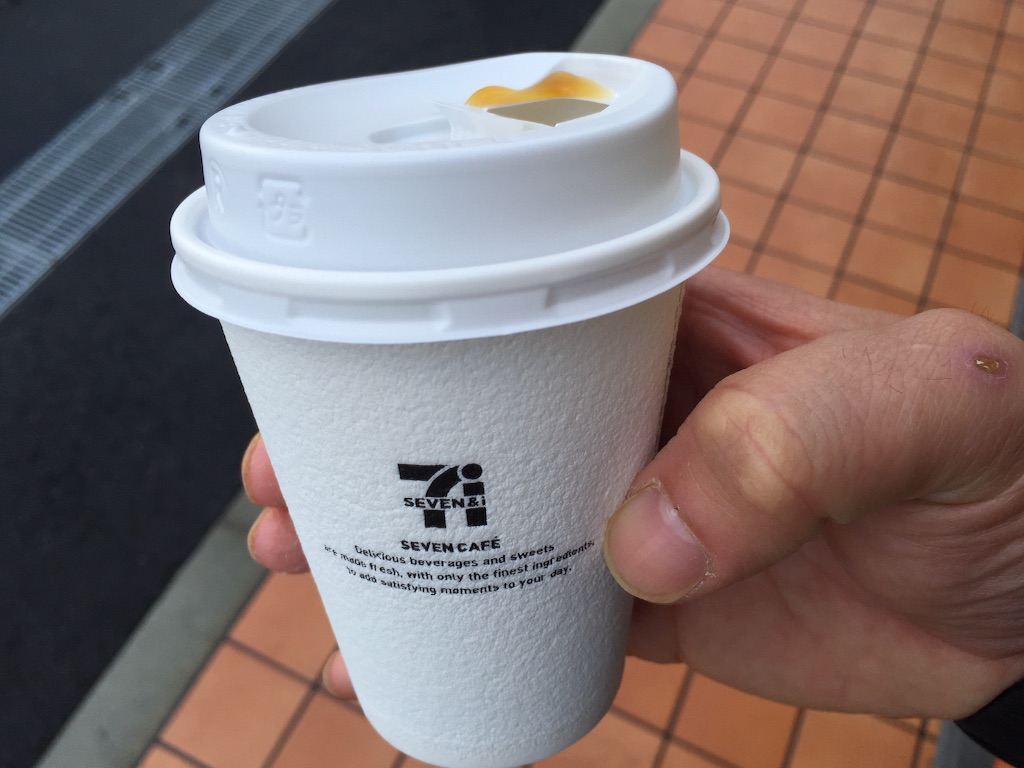 7i
SEVEN&i
SEVEN CAFÉ
Delicious beverages and sweets
are made fresh, with only the finest ingredients,
to add satisfying moments to your day.